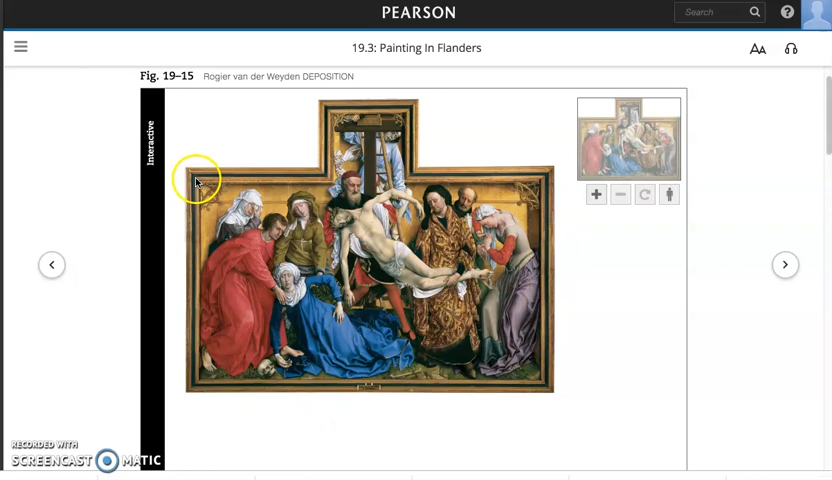 PEARSON
Search
?
19.3: Painting In Flanders
AA
Fig. 19–15 Rogier van der Weyden DEPOSITION
Interactive
RECORDED WITH
SCREENCAST MATIC